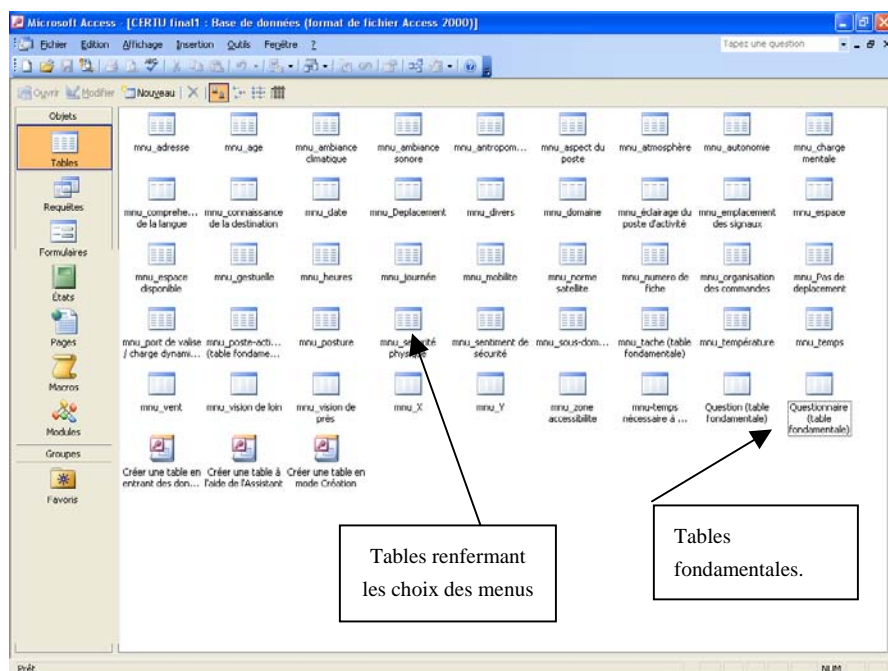 Microsoft Access - [CERTU final1 : Base de données (format de fichier Access 2000)]
Fichier Edition Affichage Insertion Outils Fenêtre ? Tapez une question
Ouvrir Modifier Nouveau
Objets
Tables
Requêtes
Formulaires
États
Pages
Macros
Modules
Groupes
Favoris
mnu_adresse mnu_age mnu_ambiance mnu_ambiance mnu_antropom... mnu_aspect du mnu_atmosphère mnu_autonomie mnu_charge
climatique sonore poste mentale
mnu_comprehe... mnu_connaissance mnu_date mnu_Deplacement mnu_divers mnu_domaine mnu_éclairage du mnu_emplacement mnu_espace
de la langue de la destination poste d'activité des signaux
mnu_espace mnu_gestuelle mnu_heures mnu_journée mnu_mobilite mnu_norme mnu_numero de mnu_organisation mnu_Pas de
disponible satellite fiche des commandes deplacement
mnu_port de valise mnu_poste-acti... mnu_posture mnu_sécurité mnu_sentiment de mnu_sous-dom... mnu_tache (table mnu_température mnu_temps
/ charge dynami... (table fondame... physique sécurité fondamentale)
mnu_vent mnu_vision de loin mnu_vision de mnu_X mnu_Y mnu_zone mnu-temps Question (table Questionnaire
près accessibilite nécessaire à ... fondamentale) (table
fondamentale)
Créer une table en Créer une table à Créer une table en
entrant des don... l'aide de l'Assistant mode Création
Tables renfermant
les choix des menus
Tables
fondamentales.
Prêt NUM